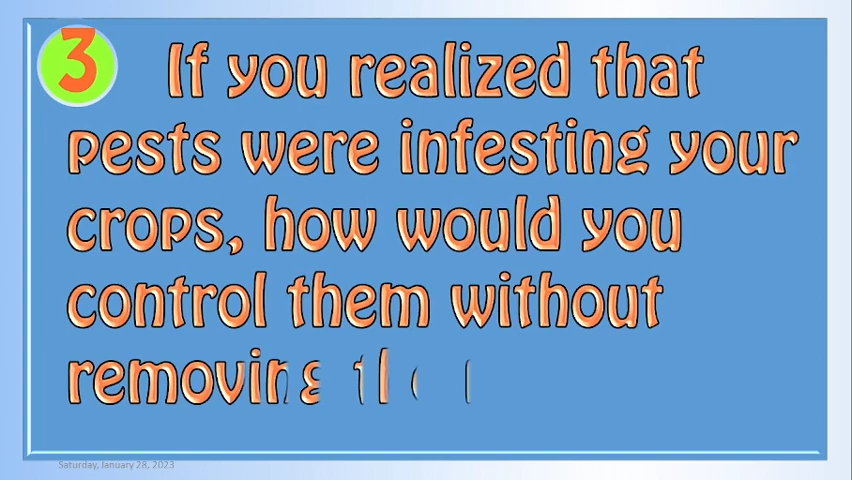 3
If you realized that
pests were infesting your
crops, how would you
control them without
removing
Saturday, January 28, 2023